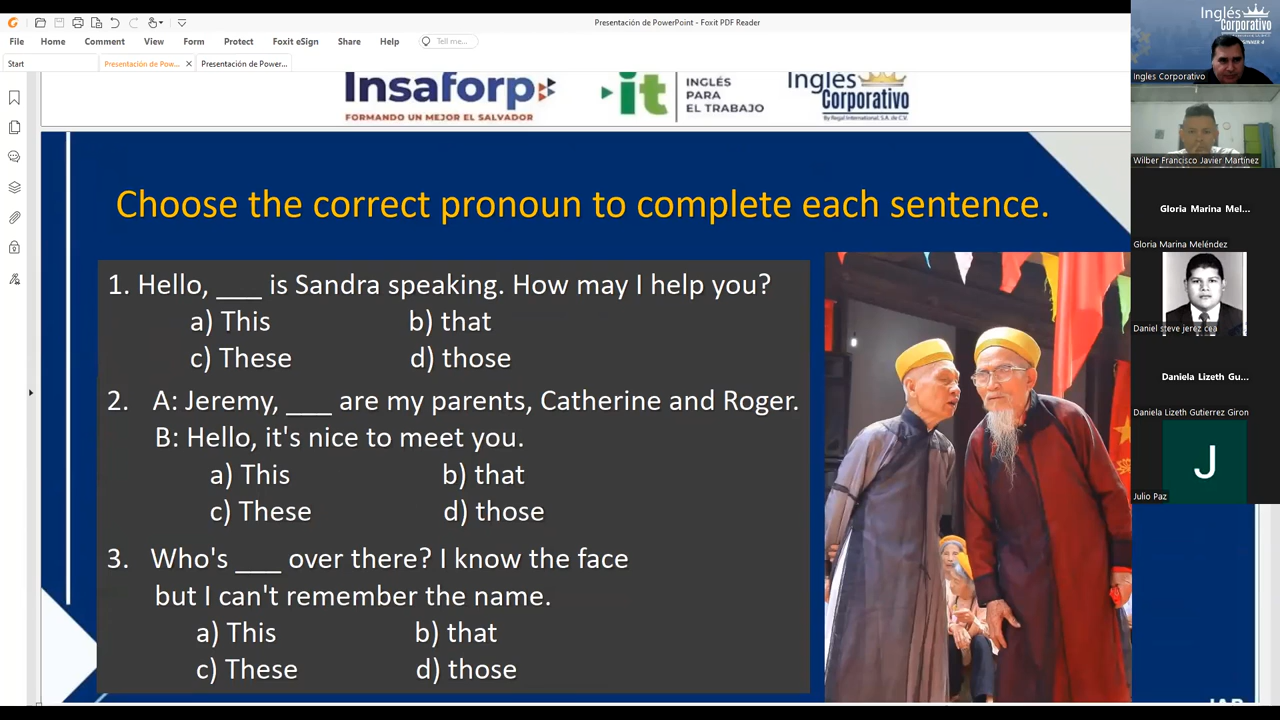 Presentación de PowerPoint - Foxit PDF Reader
File Home Comment View Form Protect Foxit eSign Share Help Tell me...
Start Presentación de Pow... Presentación de Power...
Insaforp
FORMANDO UN MEJOR EL SALVADOR
it
INGLÉS
PARA
EL TRABAJO
Inglés
Corporativo
By Regal International, S.A. de C.V.
Choose the correct pronoun to complete each sentence.
1. Hello, ___ is Sandra speaking. How may I help you?
a) This b) that
c) These d) those
2. A: Jeremy, ___ are my parents, Catherine and Roger.
B: Hello, it's nice to meet you.
a) This b) that
c) These d) those
3. Who's ___ over there? I know the face
but I can't remember the name.
a) This b) that
c) These d) those
Inglés
Corporativo
Ingles Corporativo
Wilber Francisco Javier Martinez
Gloria Marina Mel...
Gloria Marina Meléndez
Daniel steve jerez cea
Daniela Lizeth Gu...
Daniela Lizeth Gutierrez Giron
J
Julio Paz